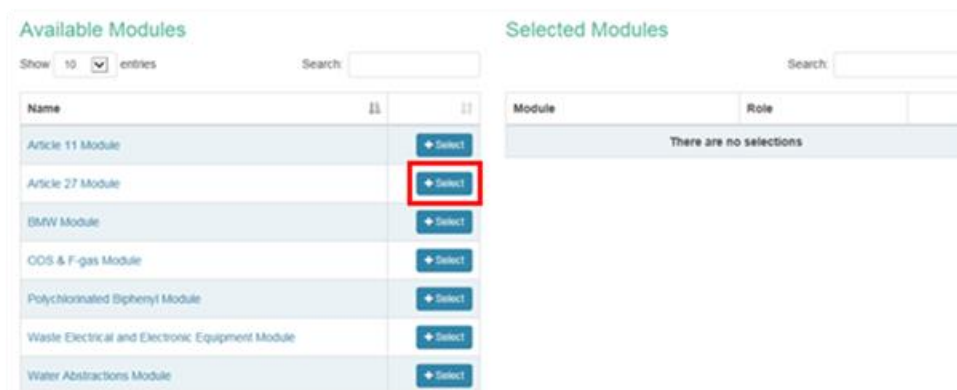 Available Modules
Selected Modules
Show 10 entries Search:
Search:
Name
Module Role
There are no selections
Article 11 Module + Select
Article 27 Module + Select
BMW Module + Select
ODS & F-gas Module + Select
Polychlorinated Biphenyl Module + Select
Waste Electrical and Electronic Equipment Module + Select
Water Abstractions Module + Select